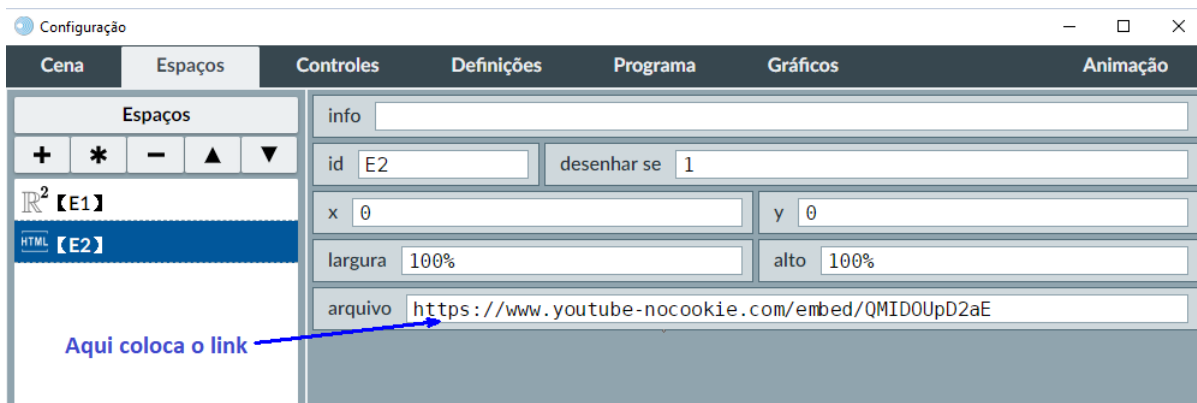 Configuração
Cena Espaços Controles Definições Programa Gráficos Animação
Espaços
info
+ * − ▲ ▼
id E2 desenhar se 1
ℝ² 【E1】
x 0 y 0
HTML 【E2】
largura 100% alto 100%
arquivo https://www.youtube-nocookie.com/embed/QMIDOUpD2aE
Aqui coloca o link